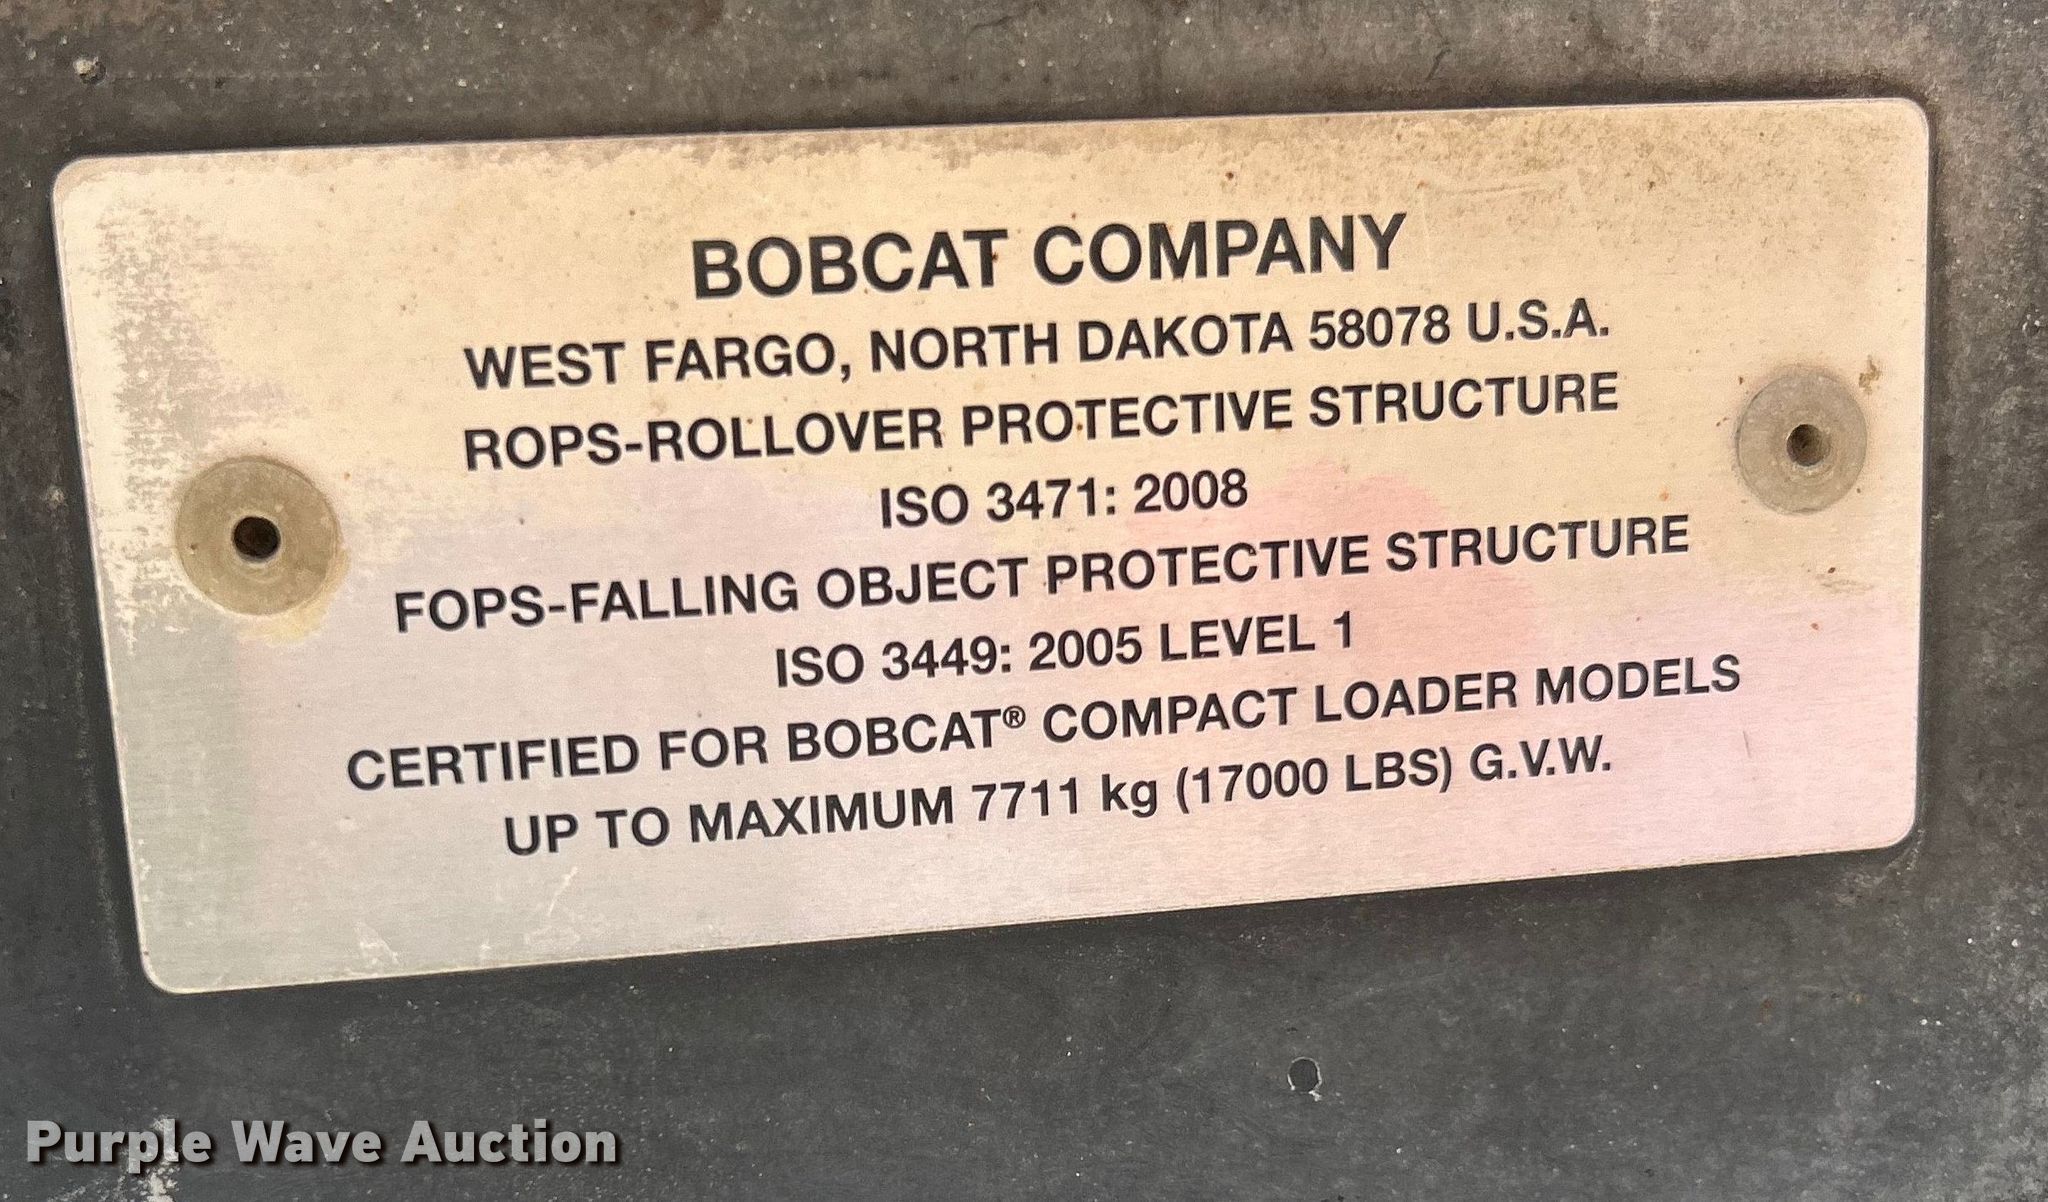 BOBCAT COMPANY
WEST FARGO, NORTH DAKOTA 58078 U.S.A.
ROPS-ROLLOVER PROTECTIVE STRUCTURE
ISO 3471: 2008
FOPS-FALLING OBJECT PROTECTIVE STRUCTURE
ISO 3449: 2005 LEVEL 1
CERTIFIED FOR BOBCAT® COMPACT LOADER MODELS
UP TO MAXIMUM 7711 kg (17000 LBS) G.V.W.
Purple Wave Auction